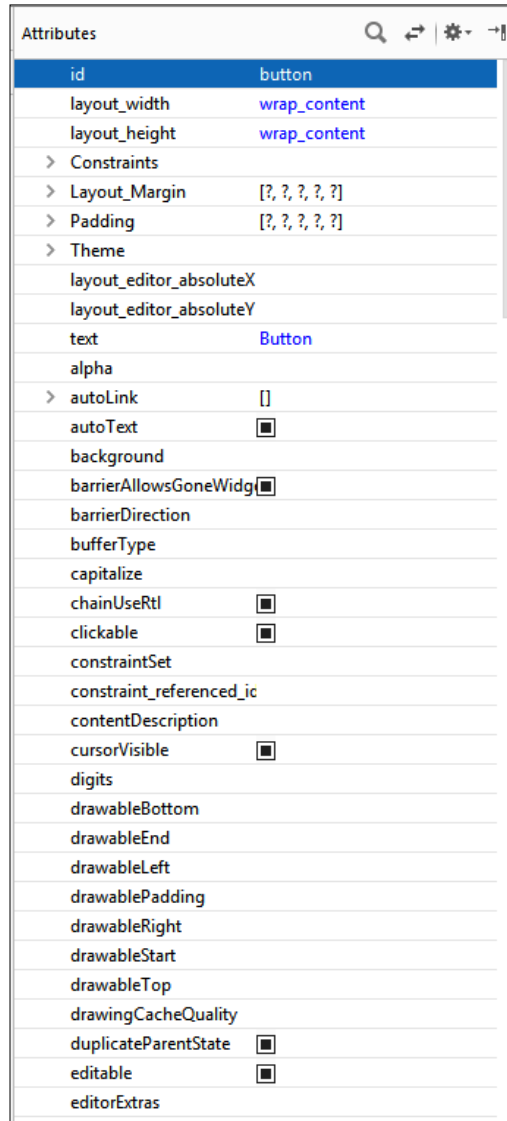 Attributes
id button
layout_width wrap_content
layout_height wrap_content
Constraints
Layout_Margin [?, ?, ?, ?, ?]
Padding [?, ?, ?, ?, ?]
Theme
layout_editor_absoluteX
layout_editor_absoluteY
text Button
alpha
autoLink []
autoText
background
barrierAllowsGoneWidg
barrierDirection
bufferType
capitalize
chainUseRtl
clickable
constraintSet
constraint_referenced_id
contentDescription
cursorVisible
digits
drawableBottom
drawableEnd
drawableLeft
drawablePadding
drawableRight
drawableStart
drawableTop
drawingCacheQuality
duplicateParentState
editable
editorExtras